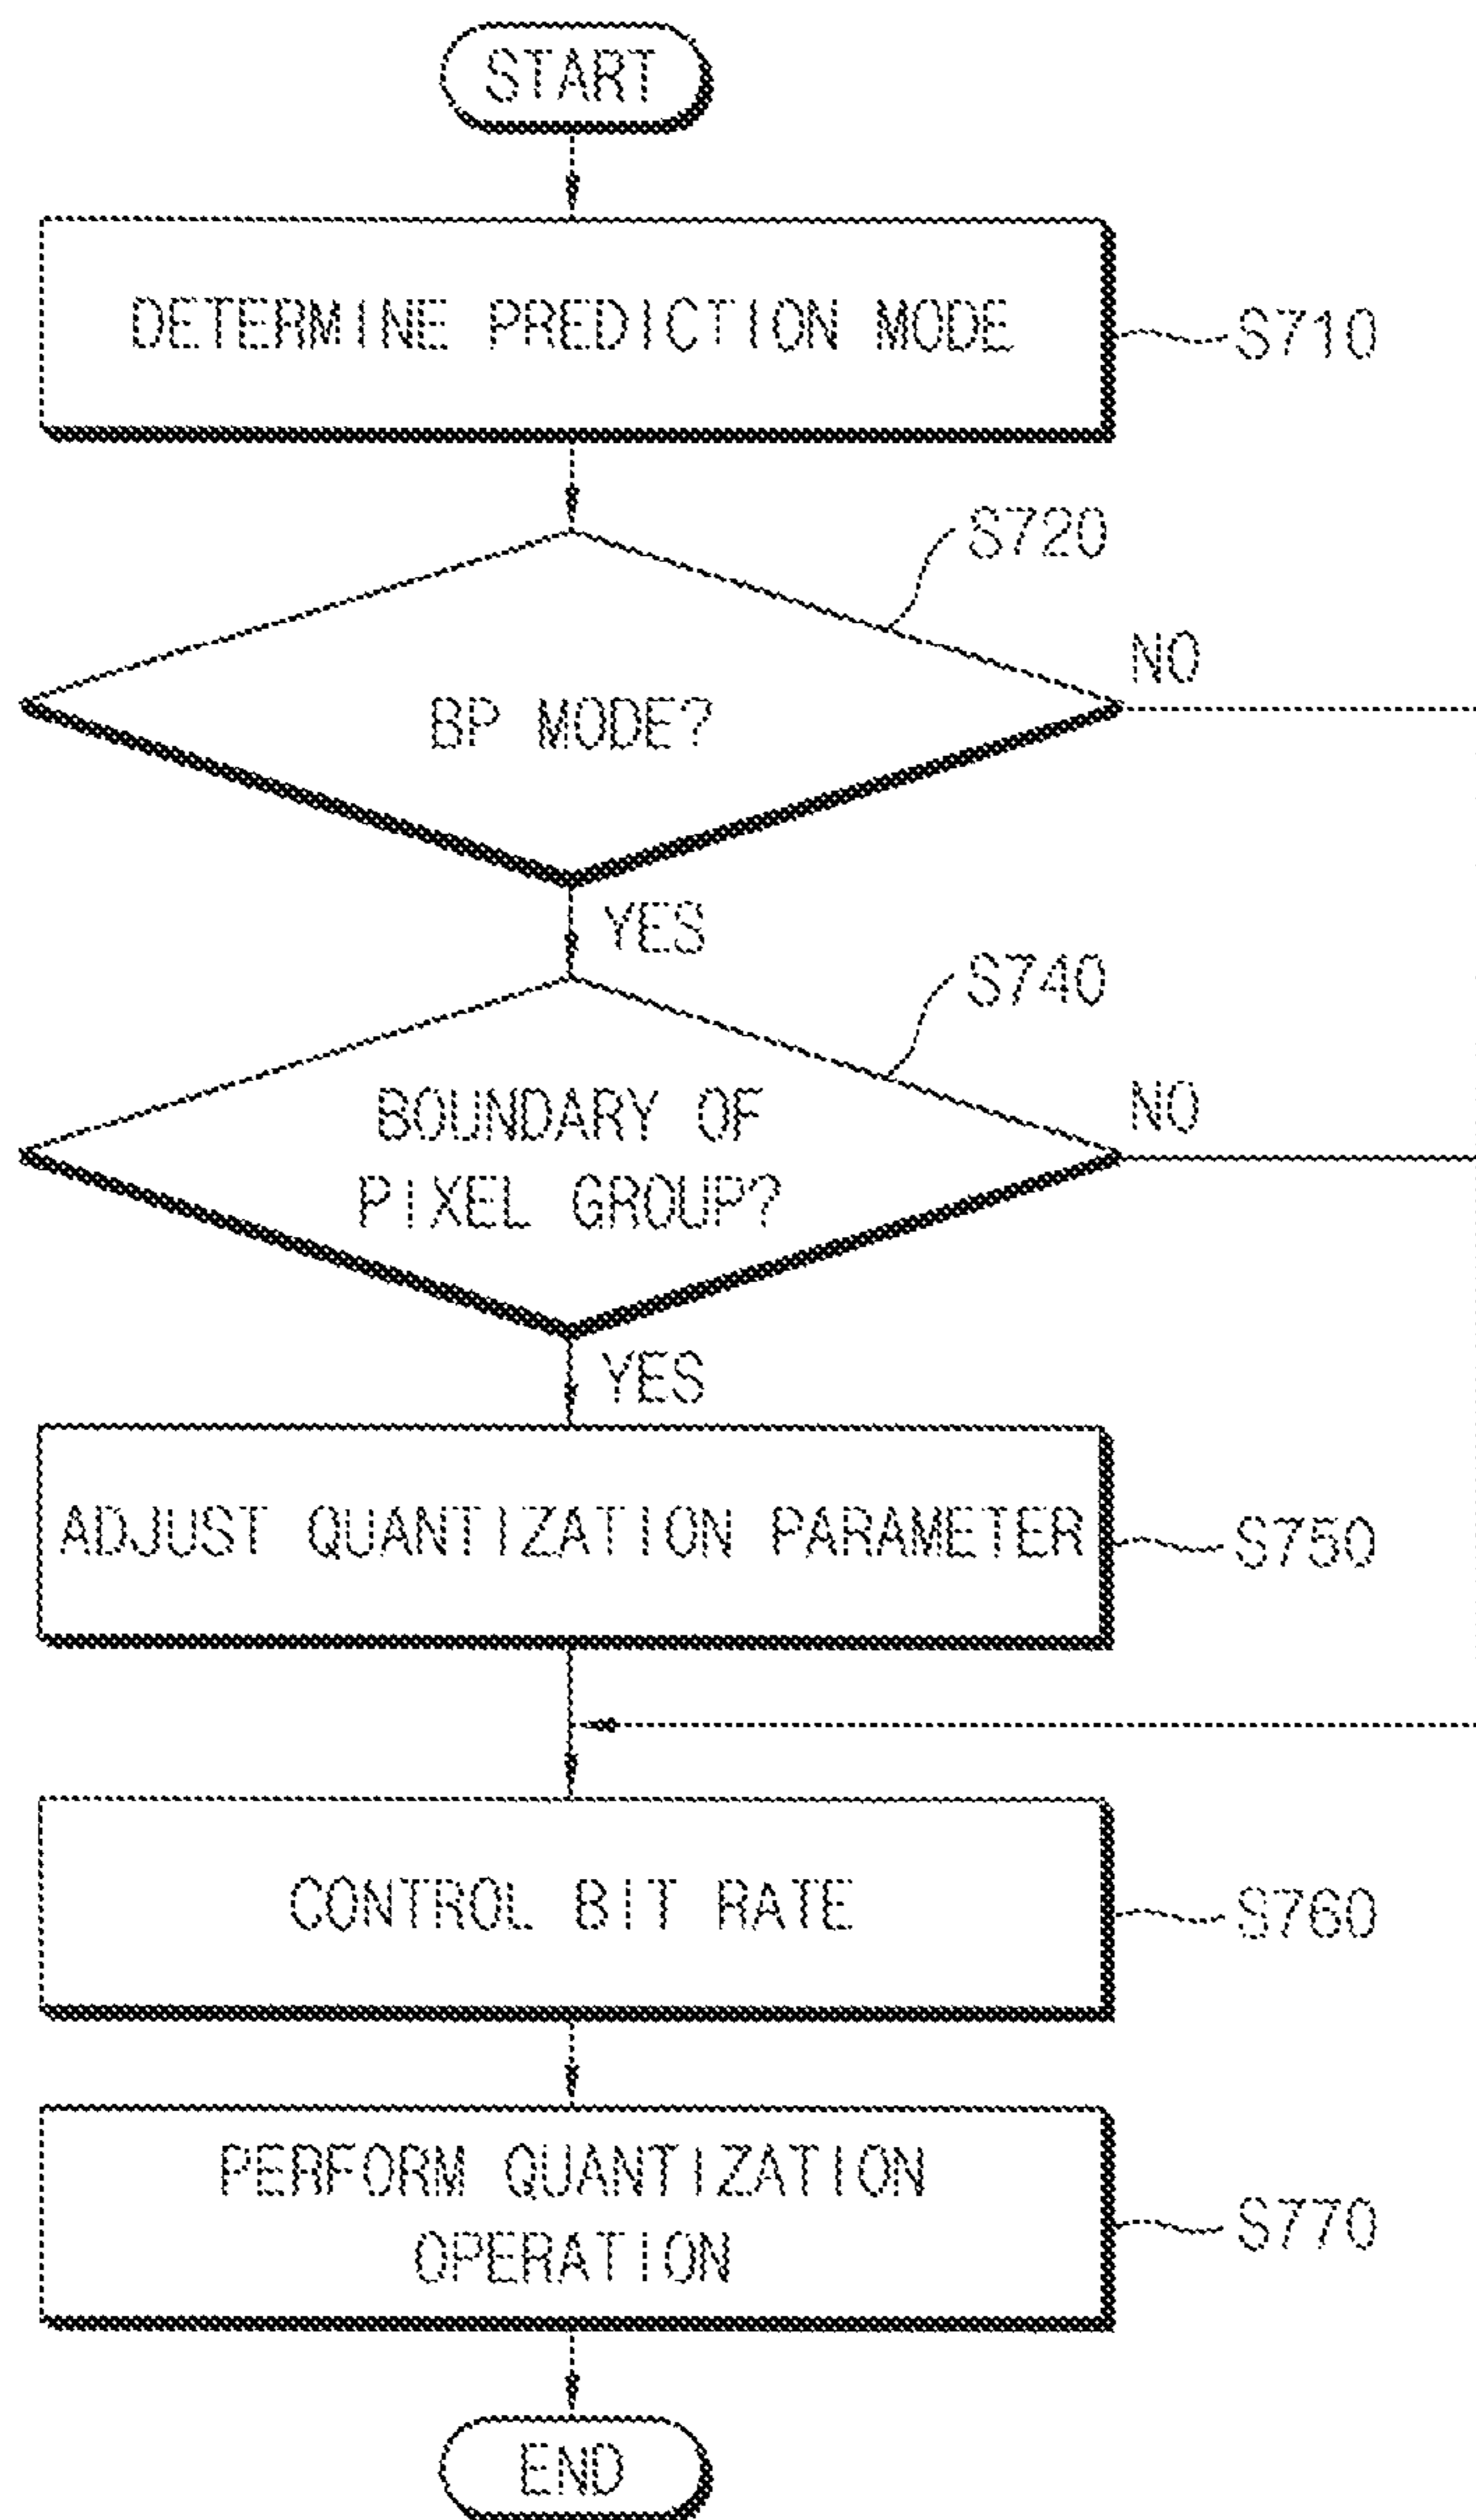 START
DETERMINE PREDICTION MODE
S710
S720
BP MODE?
NO
YES
S740
BOUNDARY OF
PIXEL GROUP?
NO
YES
ADJUST QUANTIZATION PARAMETER
S750
CONTROL BIT RATE
S760
PERFORM QUANTIZATION
OPERATION
S770
END